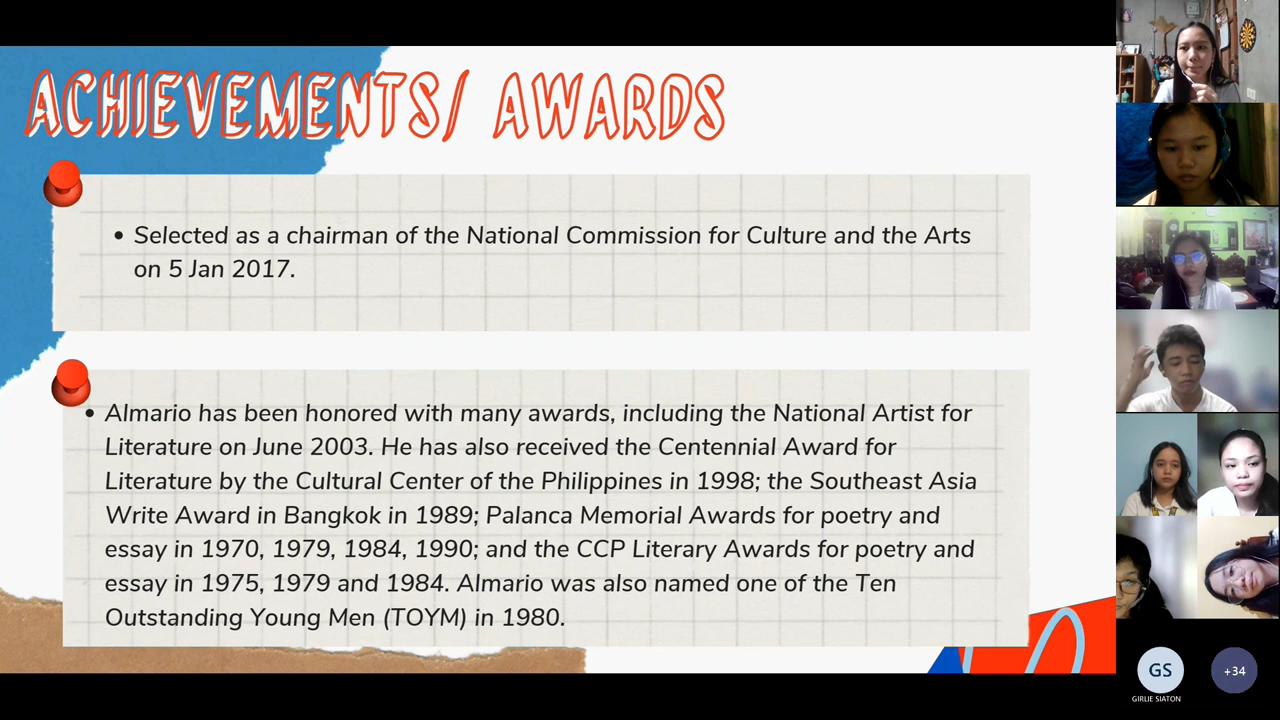 ACHIEVEMENTS/ AWARDS
• Selected as a chairman of the National Commission for Culture and the Arts
on 5 Jan 2017.
• Almario has been honored with many awards, including the National Artist for
Literature on June 2003. He has also received the Centennial Award for
Literature by the Cultural Center of the Philippines in 1998; the Southeast Asia
Write Award in Bangkok in 1989; Palanca Memorial Awards for poetry and
essay in 1970, 1979, 1984, 1990; and the CCP Literary Awards for poetry and
essay in 1975, 1979 and 1984. Almario was also named one of the Ten
Outstanding Young Men (TOYM) in 1980.
GS
+34
GIRLIE SIATON